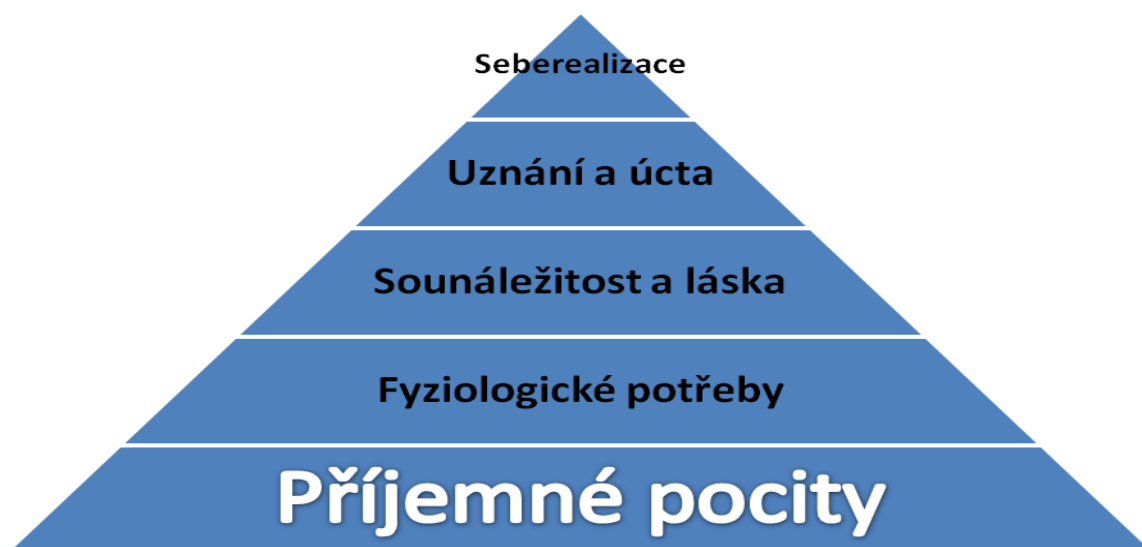 Seberealizace
Uznání a úcta
Sounáležitost a láska
Fyziologické potřeby
Příjemné pocity